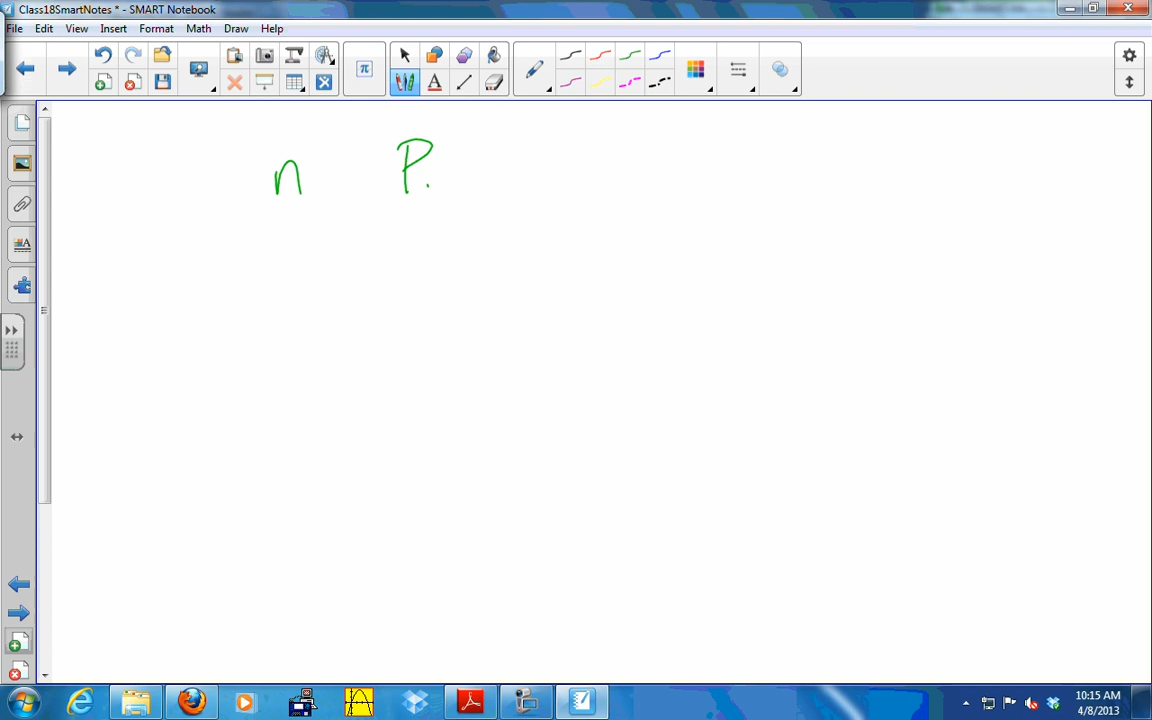 Class18SmartNotes * - SMART Notebook
File Edit View Insert Format Math Draw Help
π
A
n P.
10:15 AM
4/8/2013